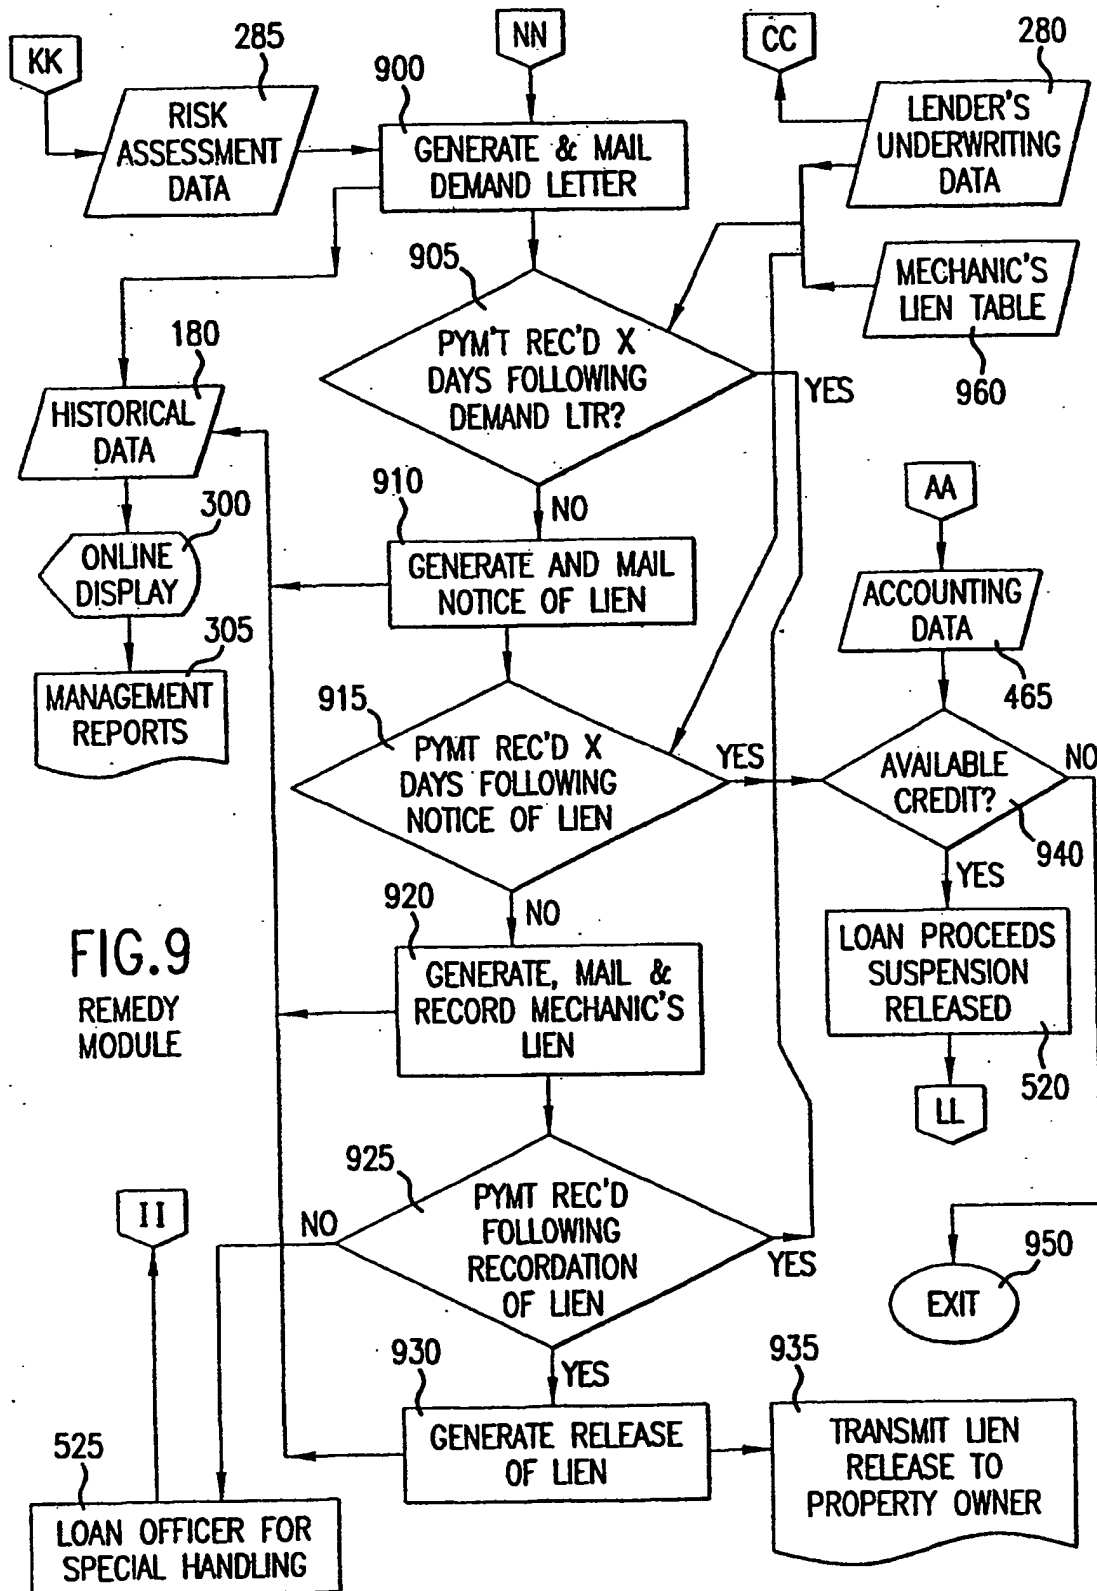 KK
285
NN
CC
280
900
RISK
ASSESSMENT
DATA
GENERATE & MAIL
DEMAND LETTER
LENDER'S
UNDERWRITING
DATA
905
MECHANIC'S
LIEN TABLE
960
180
PYM'T REC'D X
DAYS FOLLOWING
DEMAND LTR?
YES
HISTORICAL
DATA
910
NO
AA
300
ONLINE
DISPLAY
GENERATE AND MAIL
NOTICE OF LIEN
ACCOUNTING
DATA
465
305
MANAGEMENT
REPORTS
915
PYMT REC'D X
DAYS FOLLOWING
NOTICE OF LIEN
YES
AVAILABLE
CREDIT?
NO
940
YES
920
NO
FIG.9
REMEDY
MODULE
GENERATE, MAIL &
RECORD MECHANIC'S
LIEN
LOAN PROCEEDS
SUSPENSION
RELEASED
520
LL
925
II
NO
PYMT REC'D
FOLLOWING
RECORDATION
OF LIEN
YES
950
EXIT
930
YES
935
GENERATE RELEASE
OF LIEN
TRANSMIT LIEN
RELEASE TO
PROPERTY OWNER
525
LOAN OFFICER FOR
SPECIAL HANDLING